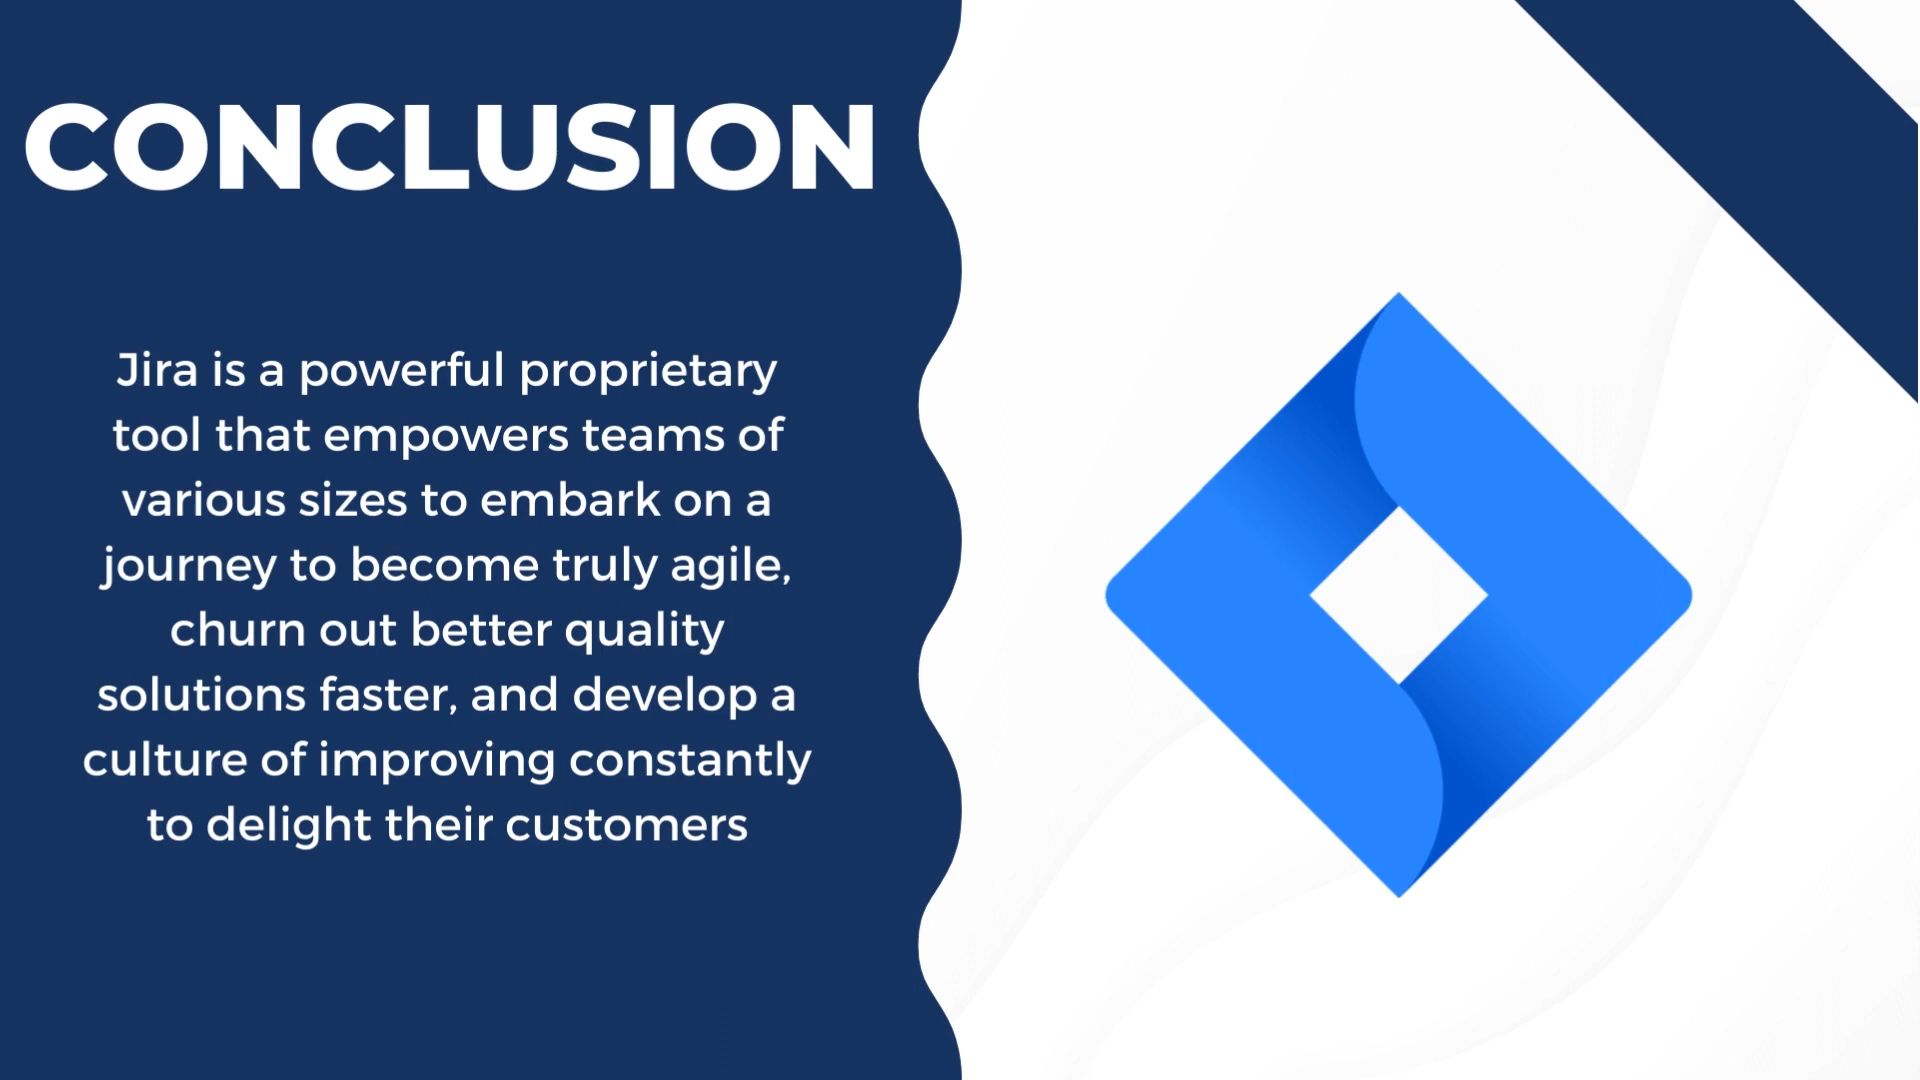 CONCLUSION
Jira is a powerful proprietary
tool that empowers teams of
various sizes to embark on a
journey to become truly agile,
churn out better quality
solutions faster, and develop a
culture of improving constantly
to delight their customers